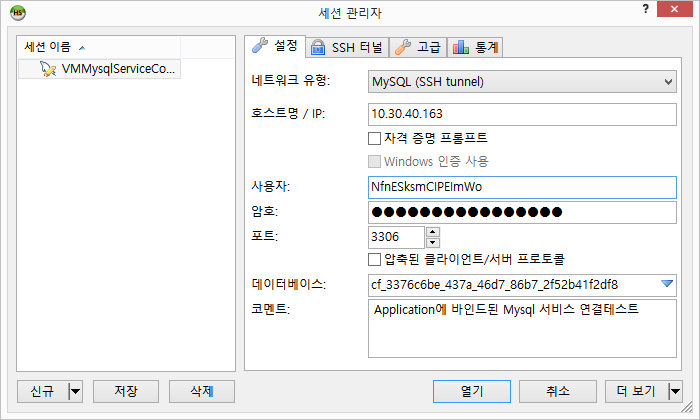 세션 관리자
HS
?
세션 이름
VMMysqlServiceCo...
설정
SSH 터널
고급
통계
네트워크 유형:
MySQL (SSH tunnel)
호스트명 / IP:
10.30.40.163
자격 증명 프롬프트
Windows 인증 사용
사용자:
NfnESksmCIPEImWo
암호:
●●●●●●●●●●●●●●●●
포트:
3306
압축된 클라이언트/서버 프로토콜
데이터베이스:
cf_3376c6be_437a_46d7_86b7_2f52b41f2df8
코멘트:
Application에 바인드된 Mysql 서비스 연결테스트
신규
저장
삭제
열기
취소
더 보기